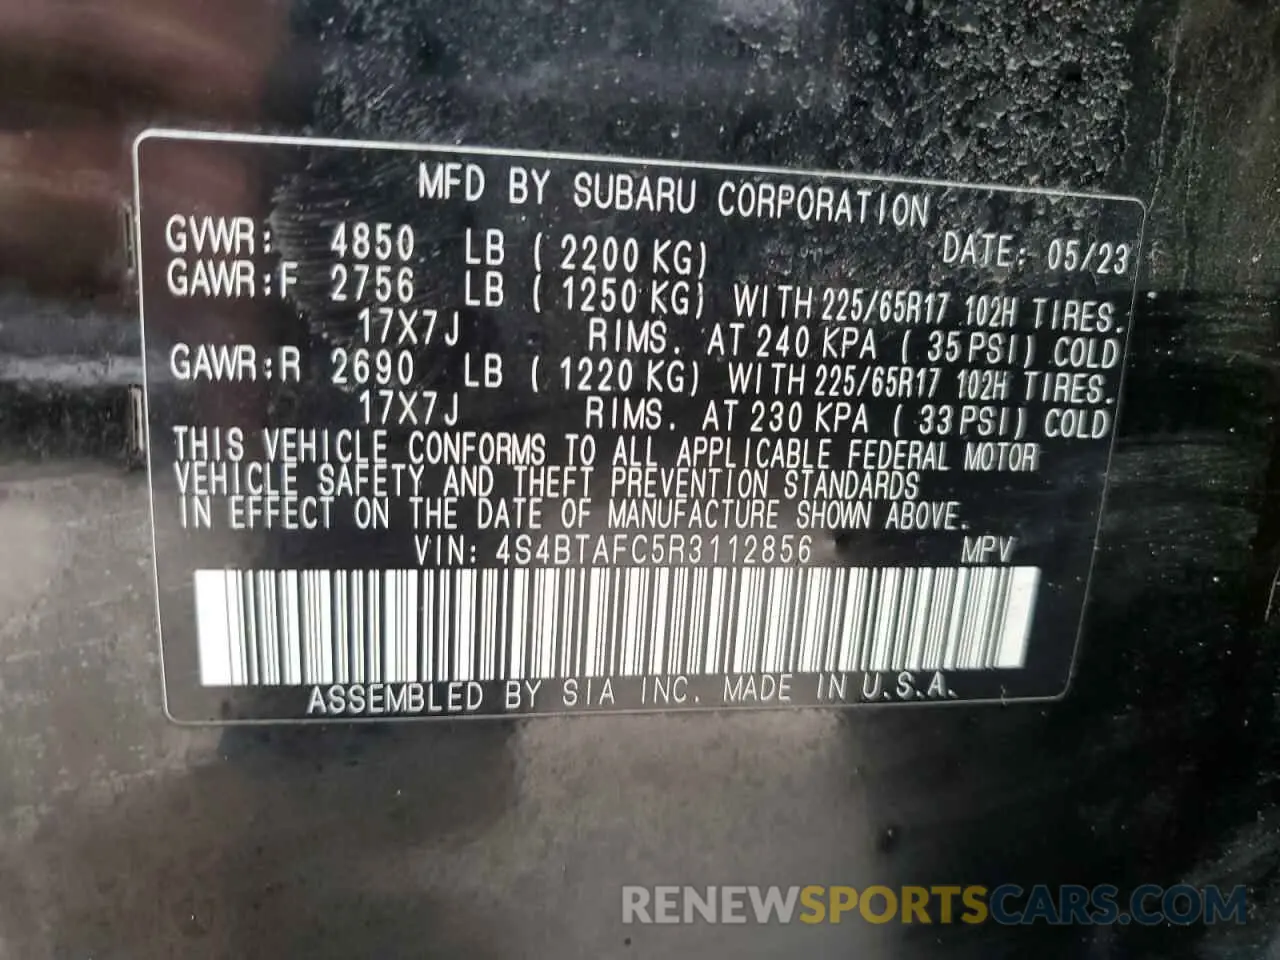 MFD BY SUBARU CORPORATION
GVWR: 4850 LB ( 2200 KG) DATE: 05/23
GAWR:F 2756 LB ( 1250 KG) WITH 225/65R17 102H TIRES.
17X7J RIMS. AT 240 KPA ( 35 PSI) COLD
GAWR:R 2690 LB ( 1220 KG) WITH 225/65R17 102H TIRES.
17X7J RIMS. AT 230 KPA ( 33 PSI) COLD
THIS VEHICLE CONFORMS TO ALL APPLICABLE FEDERAL MOTOR
VEHICLE SAFETY AND THEFT PREVENTION STANDARDS
IN EFFECT ON THE DATE OF MANUFACTURE SHOWN ABOVE.
VIN: 4S4BTAFC5R3112856 MPV
ASSEMBLED BY SIA INC. MADE IN U.S.A.
RENEWSPORTSCARS.COM